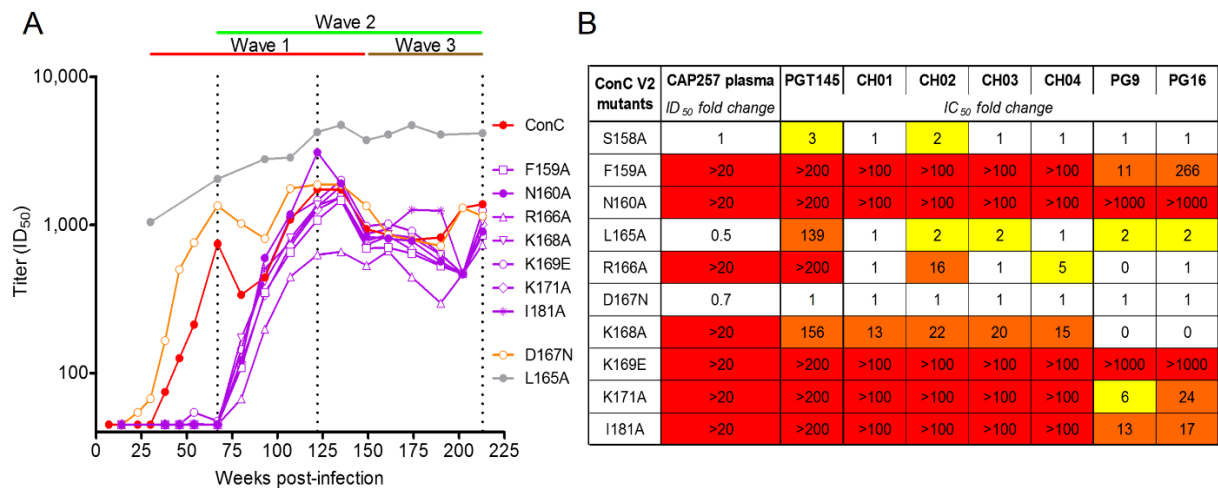 A
Wave 2
Wave 1 Wave 3
10,000
1,000
100
Titer (ID50)
0 25 50 75 100 125 150 175 200 225
Weeks post-infection
ConC
F159A
N160A
R166A
K168A
K169E
K171A
I181A
D167N
L165A
B
ConC V2 mutants CAP257 plasma PGT145 CH01 CH02 CH03 CH04 PG9 PG16
ID50 fold change IC50 fold change
S158A 1 3 1 2 1 1 1 1
F159A >20 >200 >100 >100 >100 >100 11 266
N160A >20 >200 >100 >100 >100 >100 >1000 >1000
L165A 0.5 139 1 2 2 1 2 2
R166A >20 >200 1 16 1 5 0 1
D167N 0.7 1 1 1 1 1 1 1
K168A >20 156 13 22 20 15 0 0
K169E >20 >200 >100 >100 >100 >100 >1000 >1000
K171A >20 >200 >100 >100 >100 >100 6 24
I181A >20 >200 >100 >100 >100 >100 13 17